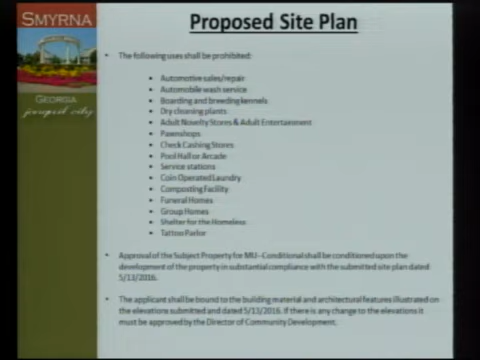 SMYRNA
GEORGIA
jonquil city
Proposed Site Plan
• The following uses shall be prohibited:
• Automotive sales/repair
• Automobile wash service
• Boarding and breeding kennels
• Dry cleaning plants
• Adult Novelty Stores & Adult Entertainment
• Pawnshops
• Check Cashing Stores
• Pool Hall or Arcade
• Service stations
• Coin Operated Laundry
• Composting Facility
• Funeral Homes
• Group Homes
• Shelter for the Homeless
• Tattoo Parlor
• Approval of the Subject Property for MU-Conditional shall be conditioned upon the
development of the property in substantial compliance with the submitted site plan dated
5/13/2016.
• The applicant shall be bound to the building material and architectural features illustrated on
the elevations submitted and dated 5/13/2016. If there is any change to the elevations it
must be approved by the Director of Community Development.